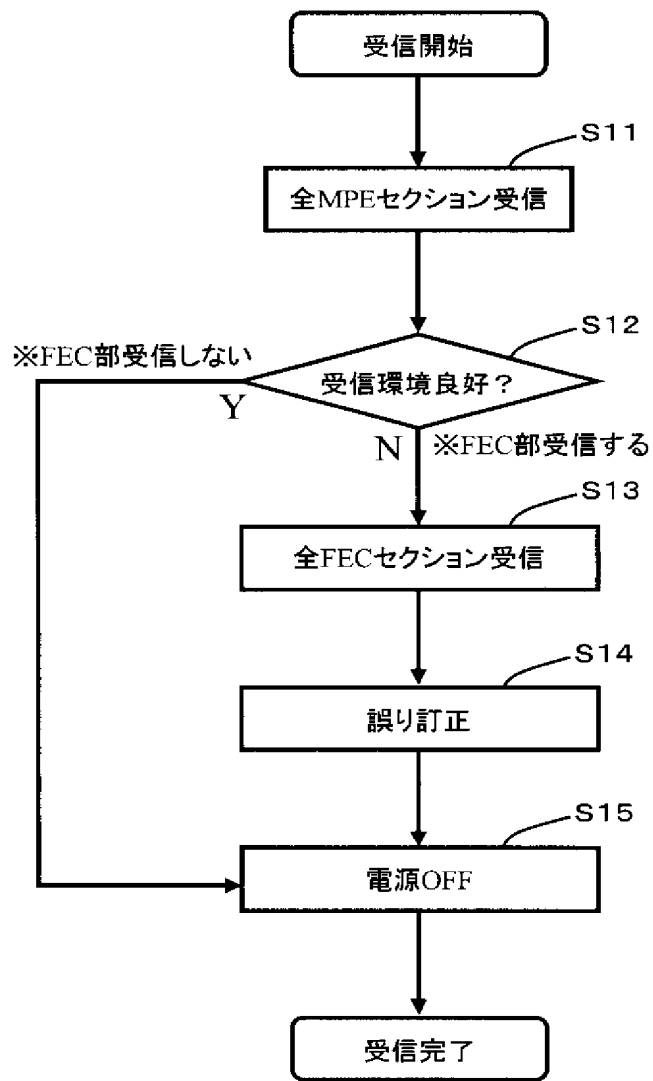 受信開始
S11
全MPEセクション受信
S12
※FEC部受信しない
受信環境良好?
Y
N ※FEC部受信する
S13
全FECセクション受信
S14
誤り訂正
S15
電源OFF
受信完了